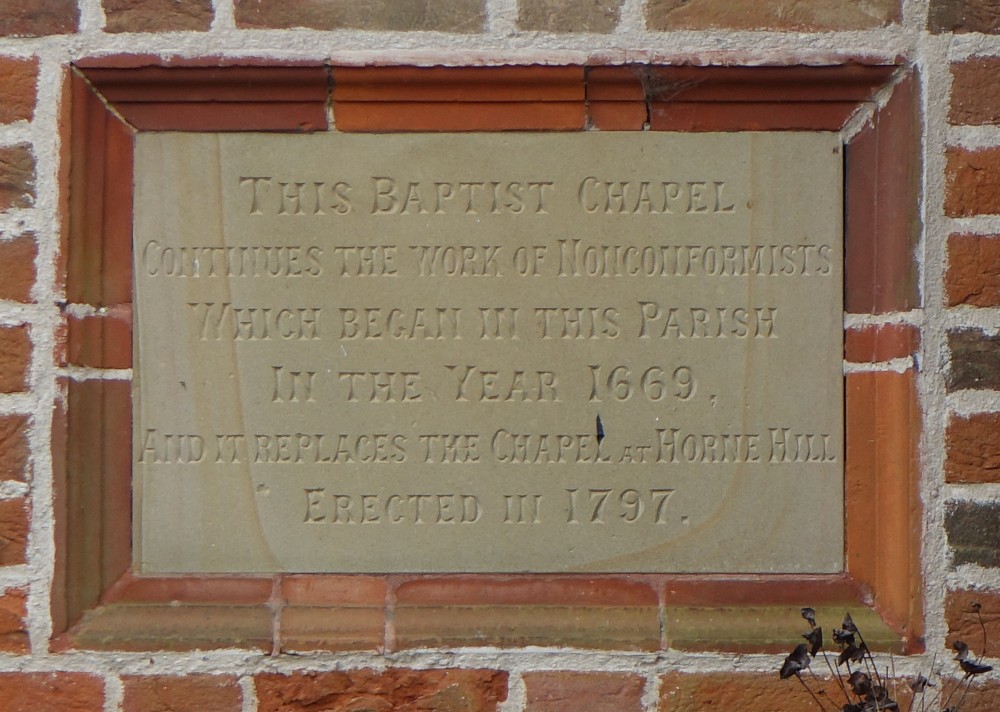 This Baptist Chapel
Continues the work of Nonconformists
Which began in this Parish
In the Year 1669.
And it replaces the Chapel at Horne Hill
Erected in 1797.